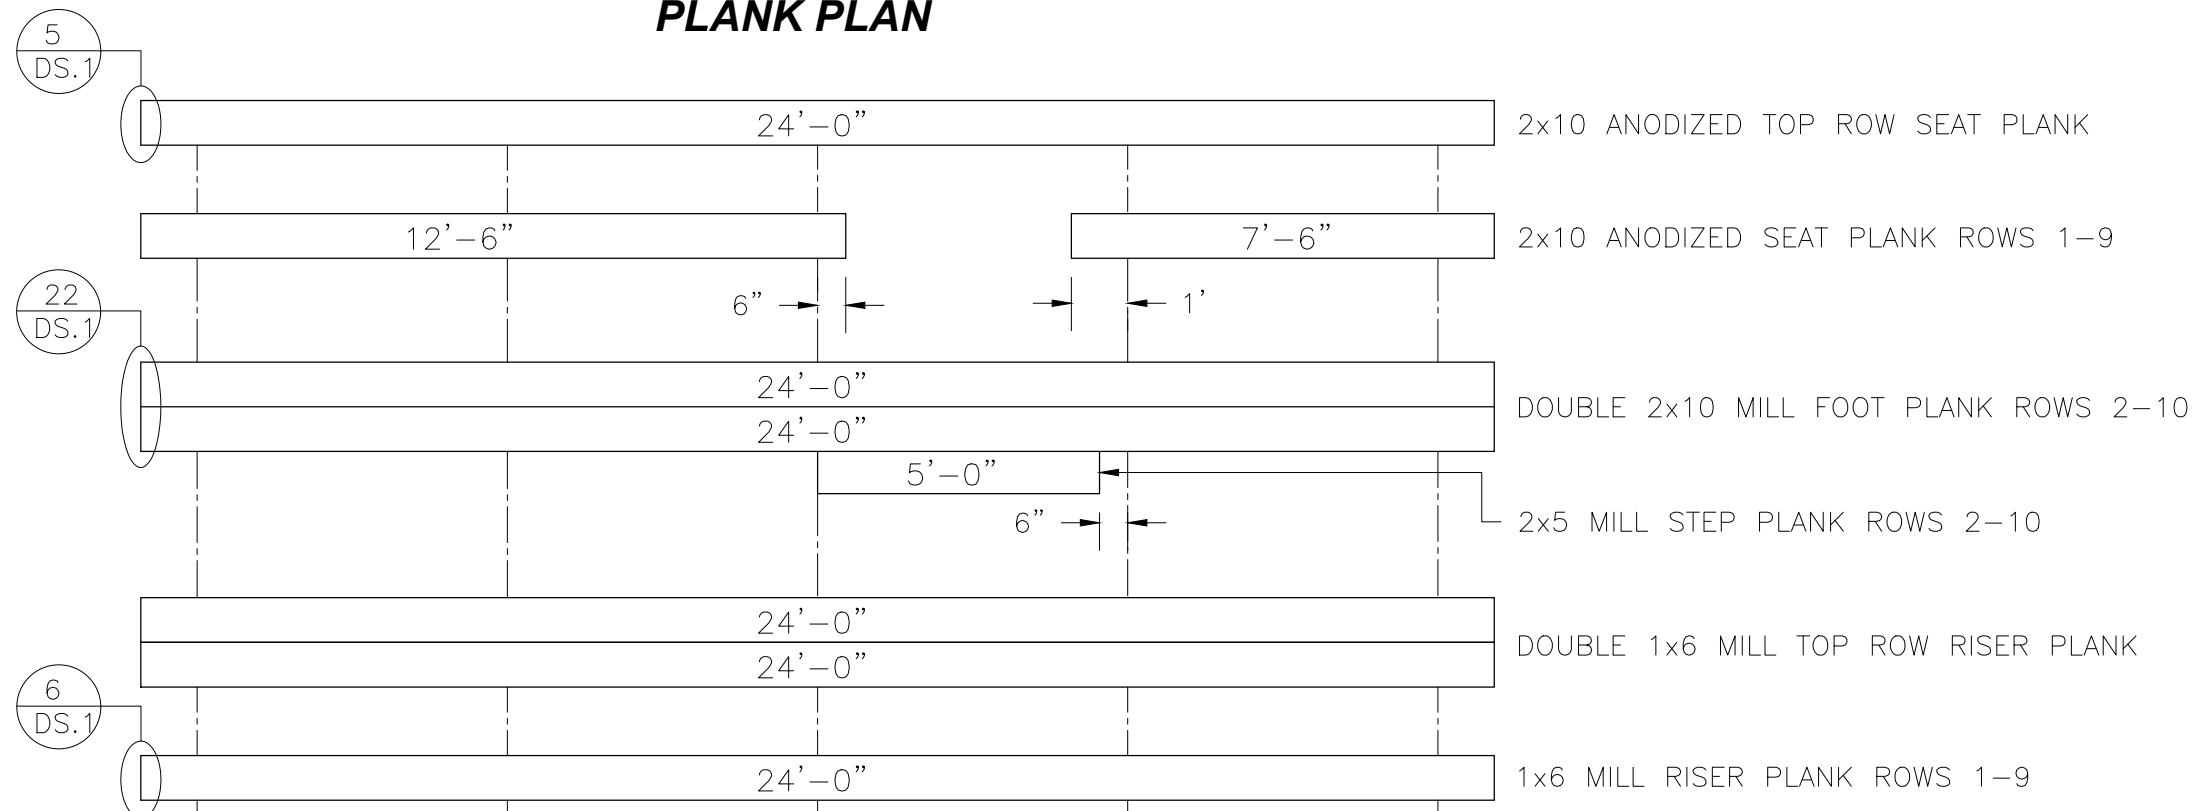 PLANK PLAN
5
DS.1
24'-0"
2x10 ANODIZED TOP ROW SEAT PLANK
12'-6"
7'-6"
2x10 ANODIZED SEAT PLANK ROWS 1-9
6"
1'
22
DS.1
24'-0"
24'-0"
DOUBLE 2x10 MILL FOOT PLANK ROWS 2-10
5'-0"
6"
2x5 MILL STEP PLANK ROWS 2-10
24'-0"
24'-0"
DOUBLE 1x6 MILL TOP ROW RISER PLANK
6
DS.1
24'-0"
1x6 MILL RISER PLANK ROWS 1-9